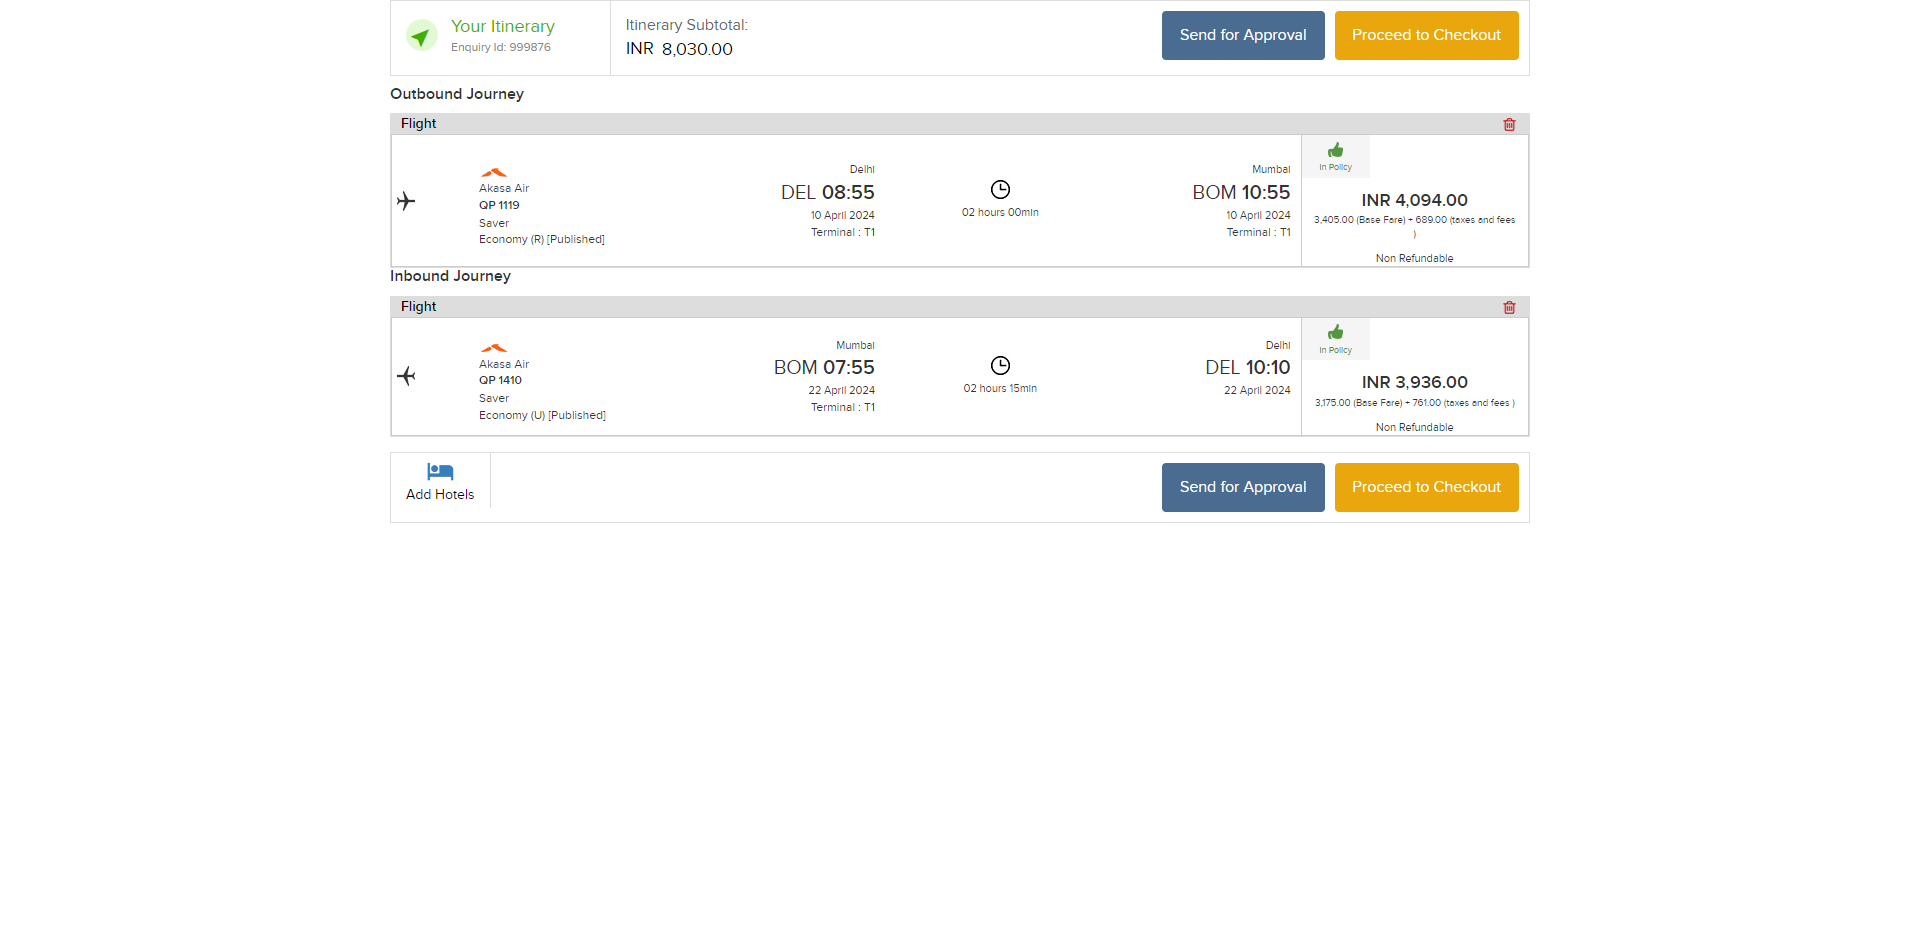 Your Itinerary
Enquiry Id: 999876
Itinerary Subtotal:
INR 8,030.00
Send for Approval
Proceed to Checkout
Outbound Journey
Flight
Akasa Air
QP 1119
Saver
Economy (R) [Published]
Delhi
DEL 08:55
10 April 2024
Terminal : T1
02 hours 00min
Mumbai
BOM 10:55
10 April 2024
Terminal : T1
In Policy
INR 4,094.00
3,405.00 (Base Fare) + 689.00 (taxes and fees
)
Non Refundable
Inbound Journey
Flight
Akasa Air
QP 1410
Saver
Economy (U) [Published]
Mumbai
BOM 07:55
22 April 2024
Terminal : T1
02 hours 15min
Delhi
DEL 10:10
22 April 2024
In Policy
INR 3,936.00
3,175.00 (Base Fare) + 761.00 (taxes and fees )
Non Refundable
Add Hotels
Send for Approval
Proceed to Checkout